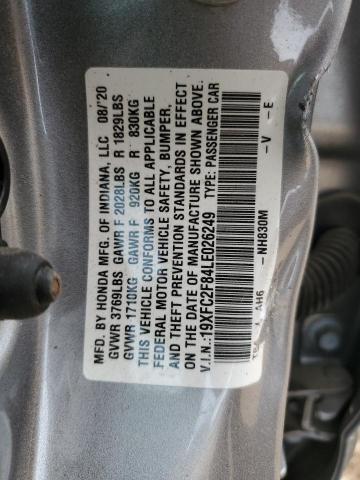 MFD. BY HONDA MFG. OF INDIANA, LLC 08/'20
GVWR 3769LBS GAWR F 2028LBS R 1829LBS
GVWR 1710KG GAWR F 920KG R 830KG
THIS VEHICLE CONFORMS TO ALL APPLICABLE
FEDERAL MOTOR VEHICLE SAFETY, BUMPER,
AND THEFT PREVENTION STANDARDS IN EFFECT
ON THE DATE OF MANUFACTURE SHOWN ABOVE.
V.I.N.:19XFC2F84LE026249 TYPE: PASSENGER CAR
AH6 -NH830M -V -E